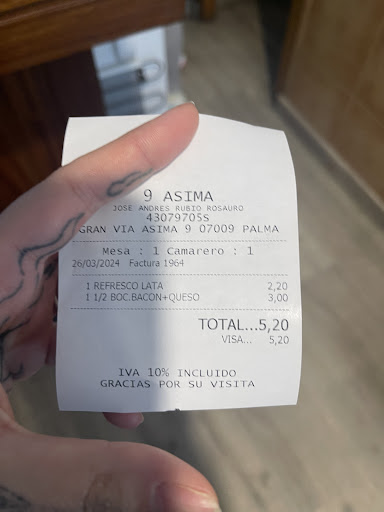 9 ASIMA
JOSE ANDRES RUBIO ROSAURO
43079705S
GRAN VIA ASIMA 9 07009 PALMA
Mesa : 1 Camarero : 1
26/03/2024 Factura 1964
1 REFRESCO LATA 2,20
1 1/2 BOC.BACON+QUESO 3,00
TOTAL...5,20
VISA... 5,20
IVA 10% INCLUIDO
GRACIAS POR SU VISITA